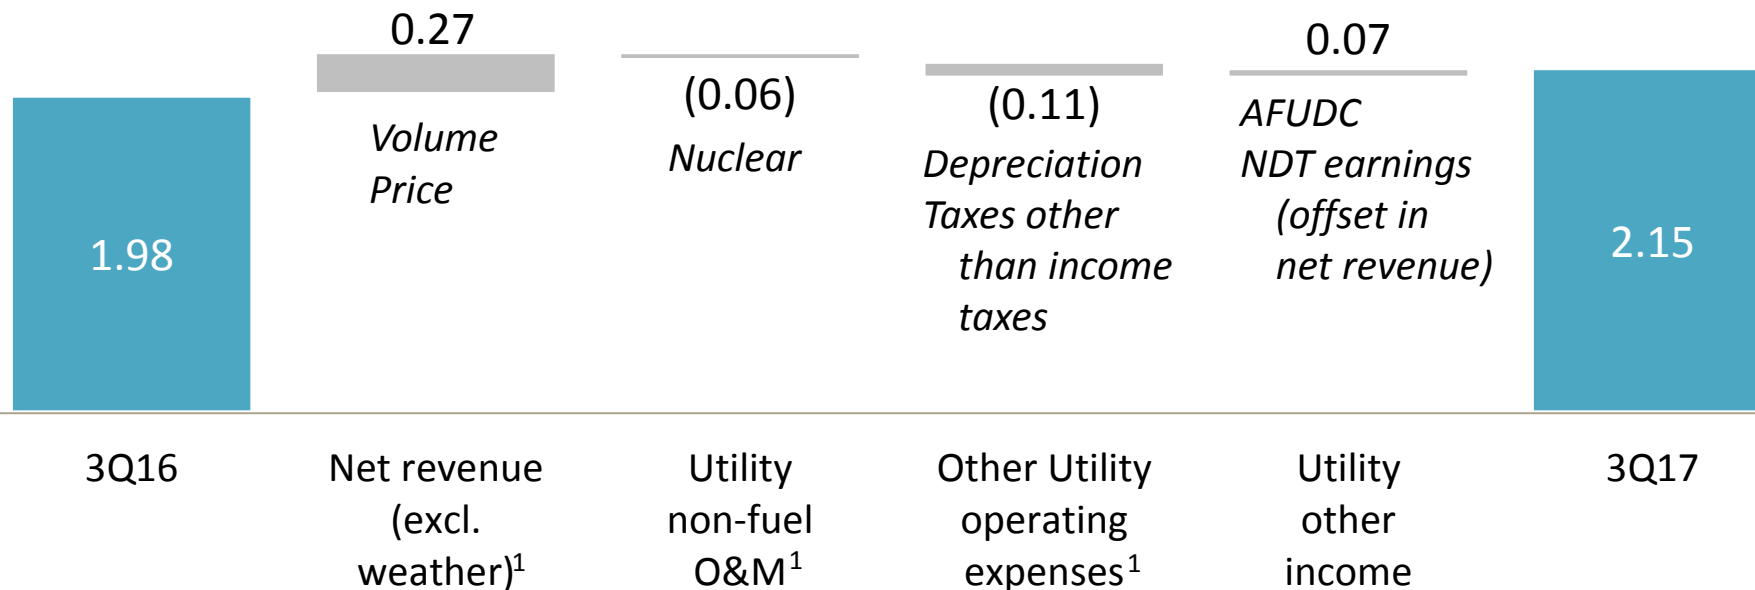 0.27
Volume
Price
(0.06)
Nuclear
(0.11)
Depreciation
Taxes other
than income
taxes
0.07
AFUDC
NDT earnings
(offset in
net revenue)
1.98
2.15
3Q16
Net revenue
(excl.
weather)1
Utility
non-fuel
O&M1
Other Utility
operating
expenses1
Utility
other
income
3Q17